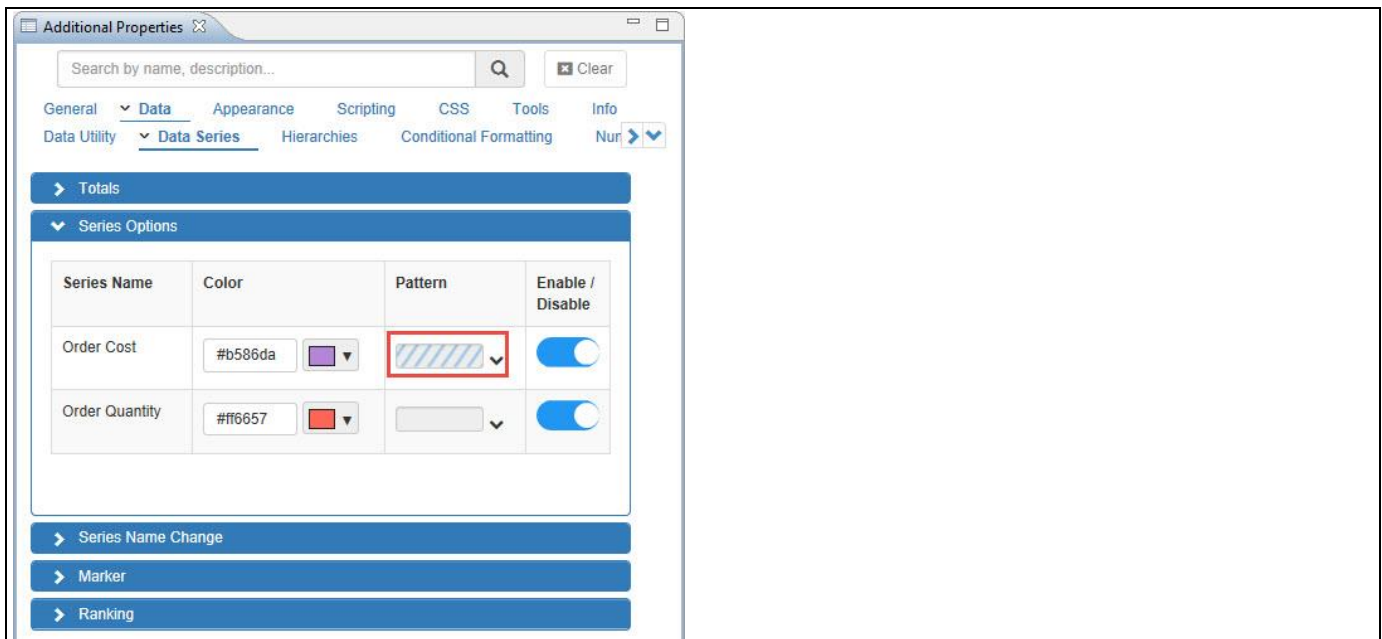 Additional Properties
Search by name, description...
Clear
General Data Appearance Scripting CSS Tools Info
Data Utility Data Series Hierarchies Conditional Formatting Nur
Totals
Series Options
Series Name Color Pattern Enable / Disable
Order Cost #b586da
Order Quantity #ff6657
Series Name Change
Marker
Ranking